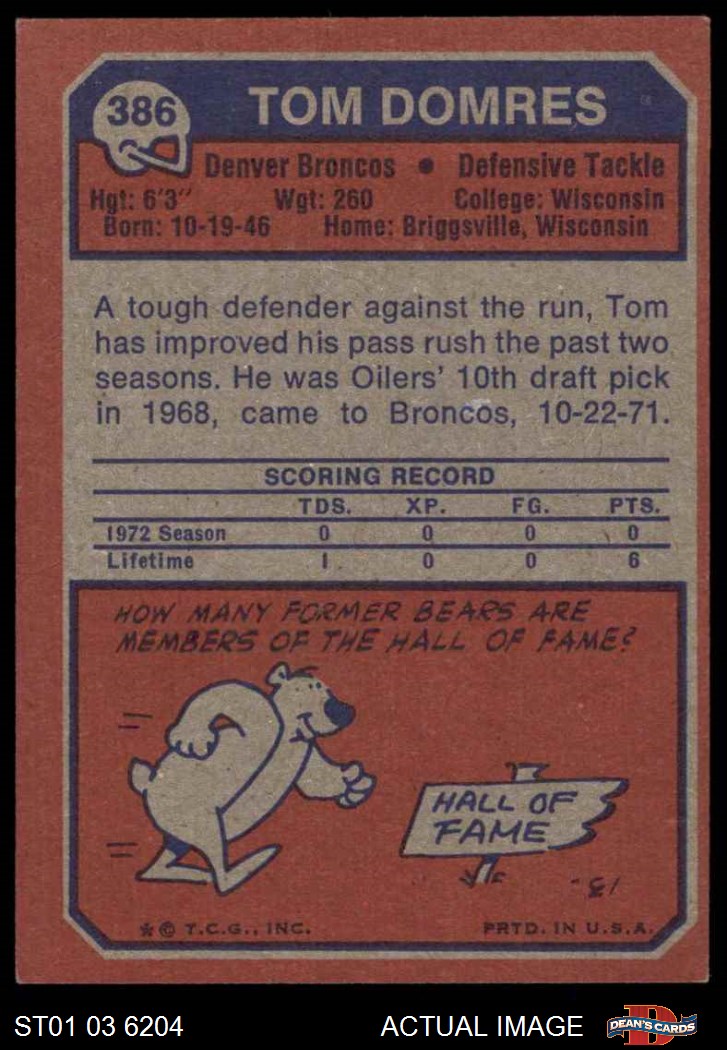 386
TOM DOMRES
Denver Broncos • Defensive Tackle
Hgt: 6'3" Wgt: 260 College: Wisconsin
Born: 10-19-46 Home: Briggsville, Wisconsin
A tough defender against the run, Tom
has improved his pass rush the past two
seasons. He was Oilers' 10th draft pick
in 1968, came to Broncos, 10-22-71.
SCORING RECORD
TDS. XP. FG. PTS.
1972 Season 0 0 0 0
Lifetime 1 0 0 6
HOW MANY FORMER BEARS ARE
MEMBERS OF THE HALL OF FAME?
HALL OF
FAME
* © T.C.G., INC. PRTD. IN U.S.A.
ST01 03 6204 ACTUAL IMAGE
D
DEAN'S CARDS